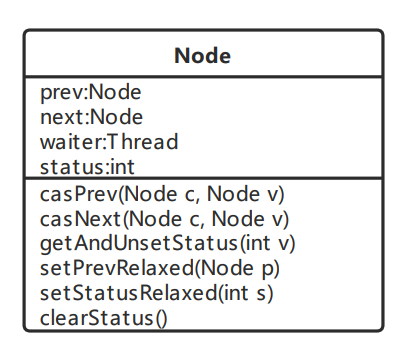 Node
prev:Node
next:Node
waiter:Thread
status:int
casPrev(Node c, Node v)
casNext(Node c, Node v)
getAndUnsetStatus(int v)
setPrevRelaxed(Node p)
setStatusRelaxed(int s)
clearStatus()